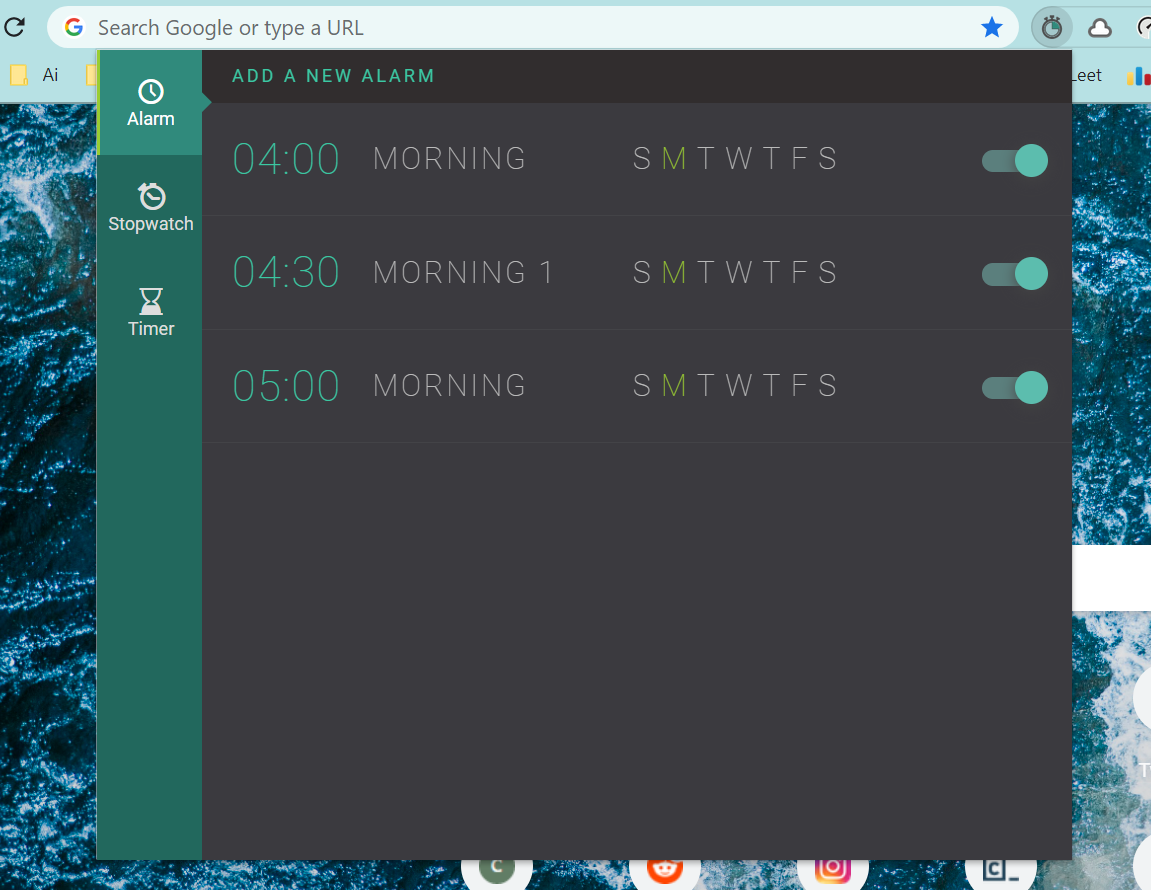 Search Google or type a URL
Ai
Leet
Alarm
Stopwatch
Timer
ADD A NEW ALARM
04:00 MORNING S M T W T F S
04:30 MORNING 1 S M T W T F S
05:00 MORNING S M T W T F S
T
C
C_